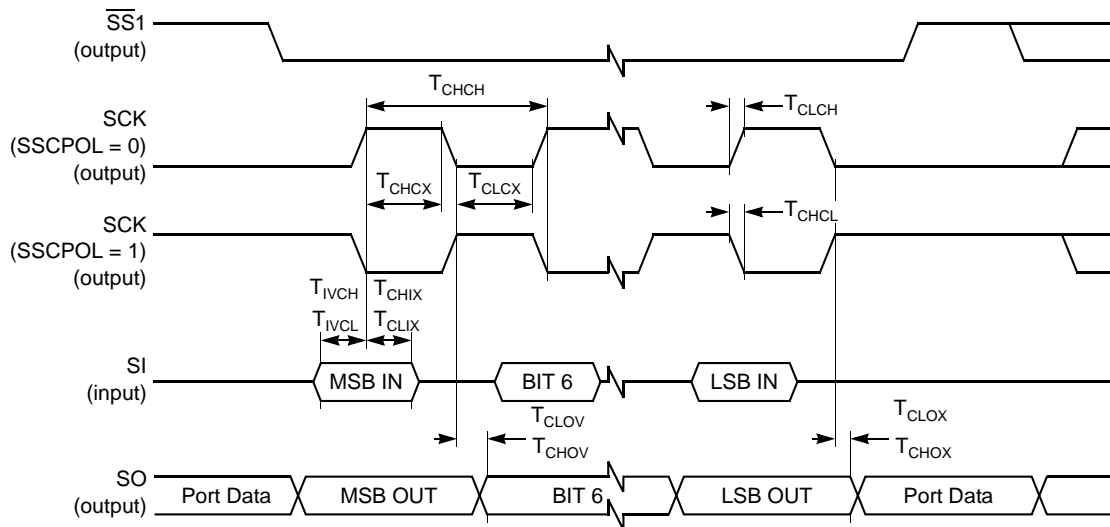 SS1
(output)
T_CHCH
T_CLCH
SCK
(SSCPOL = 0)
(output)
T_CHCX T_CLCX
T_CHCL
SCK
(SSCPOL = 1)
(output)
T_IVCH T_CHIX
T_IVCL T_CLIX
SI
(input)
MSB IN BIT 6 LSB IN
T_CLOV T_CLOX
T_CHOV T_CHOX
SO
(output)
Port Data MSB OUT BIT 6 LSB OUT Port Data